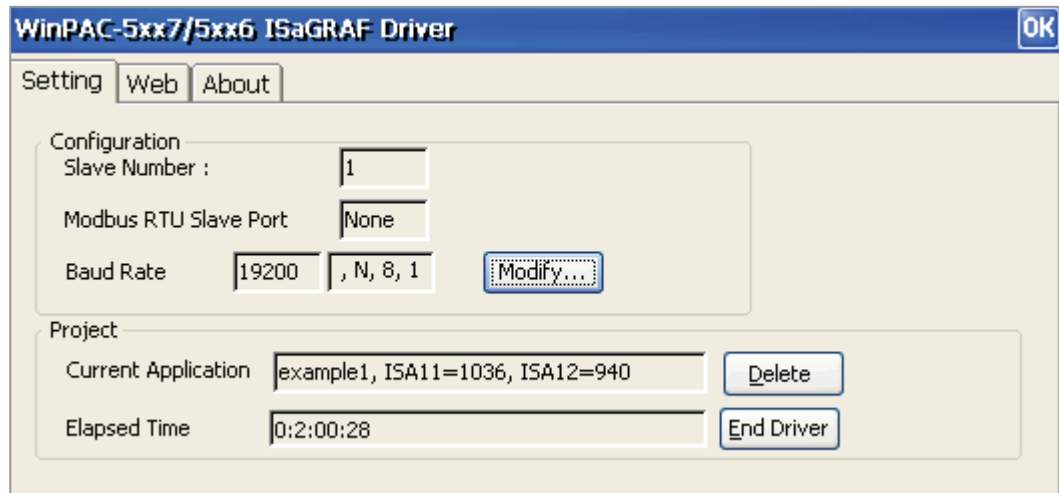 WinPAC-5xx7/5xx6 ISaGRAF Driver OK
Setting Web About
Configuration
Slave Number : 1
Modbus RTU Slave Port None
Baud Rate 19200 , N, 8, 1 Modify...
Project
Current Application example1, ISA11=1036, ISA12=940 Delete
Elapsed Time 0:2:00:28 End Driver